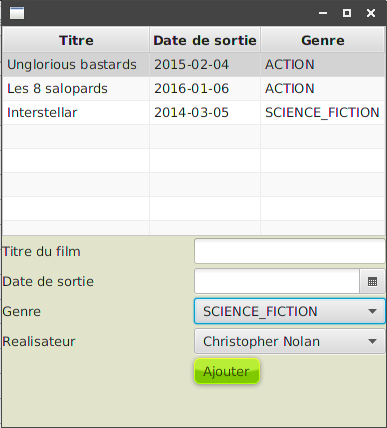 Titre Date de sortie Genre
Unglorious bastards 2015-02-04 ACTION
Les 8 salopards 2016-01-06 ACTION
Interstellar 2014-03-05 SCIENCE_FICTION
Titre du film
Date de sortie
Genre SCIENCE_FICTION
Realisateur Christopher Nolan
Ajouter